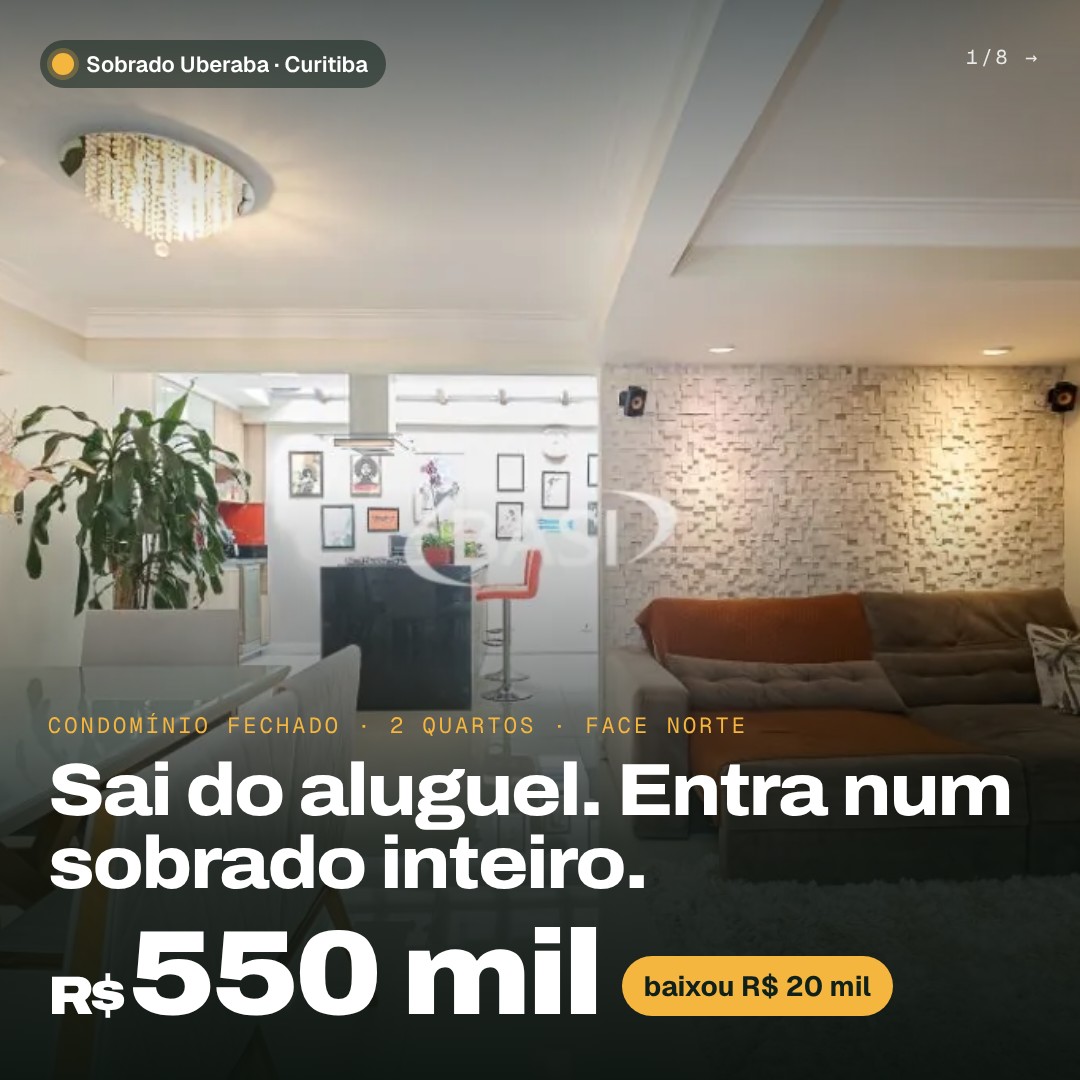 Sobrado Uberaba · Curitiba
1/8 →
BASI
CONDOMÍNIO FECHADO · 2 QUARTOS · FACE NORTE
Sai do aluguel. Entra num
sobrado inteiro.
R$550 mil
baixou R$ 20 mil